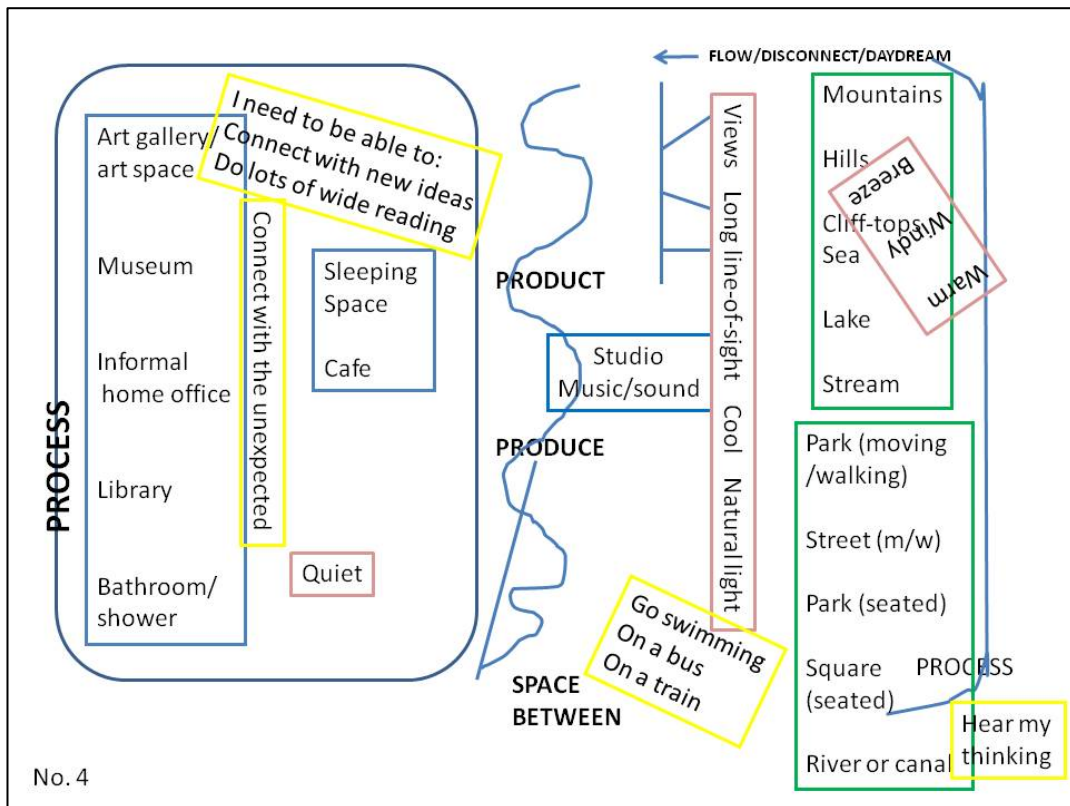 FLOW/DISCONNECT/DAYDREAM
PROCESS
Art gallery/
art space
Museum
Informal
home office
Library
Bathroom/
shower
I need to be able to:
Connect with new ideas
Do lots of wide reading
Connect with the unexpected
Sleeping
Space
Cafe
Quiet
PRODUCT
Studio
Music/sound
PRODUCE
SPACE
BETWEEN
Go swimming
On a bus
On a train
Views Long line-of-sight Cool Natural light
Mountains
Hills
Cliff-tops
Sea
Lake
Stream
Breeze
Windy
Warm
Park (moving
/walking)
Street (m/w)
Park (seated)
Square
(seated)
River or canal
PROCESS
Hear my
thinking
No. 4